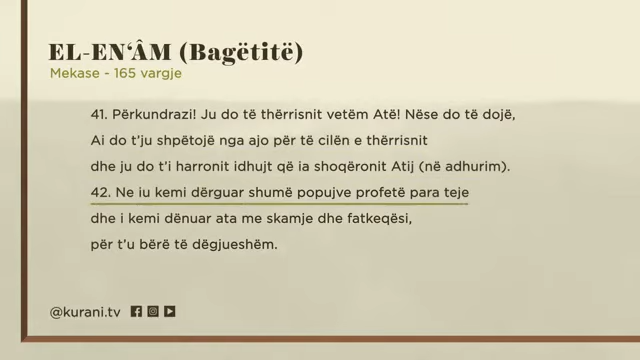 EL-EN‘ÂM (Bagëtitë)
Mekase - 165 vargje
41. Përkundrazi! Ju do të thërrisnit vetëm Atë! Nëse do të dojë,
Ai do t’ju shpëtojë nga ajo për të cilën e thërrisnit
dhe ju do t’i harronit idhujt që ia shoqëronit Atij (në adhurim).
42. Ne iu kemi dërguar shumë popujve profetë para teje
dhe i kemi dënuar ata me skamje dhe fatkeqësi,
për t’u bërë të dëgjueshëm.
@kurani.tv